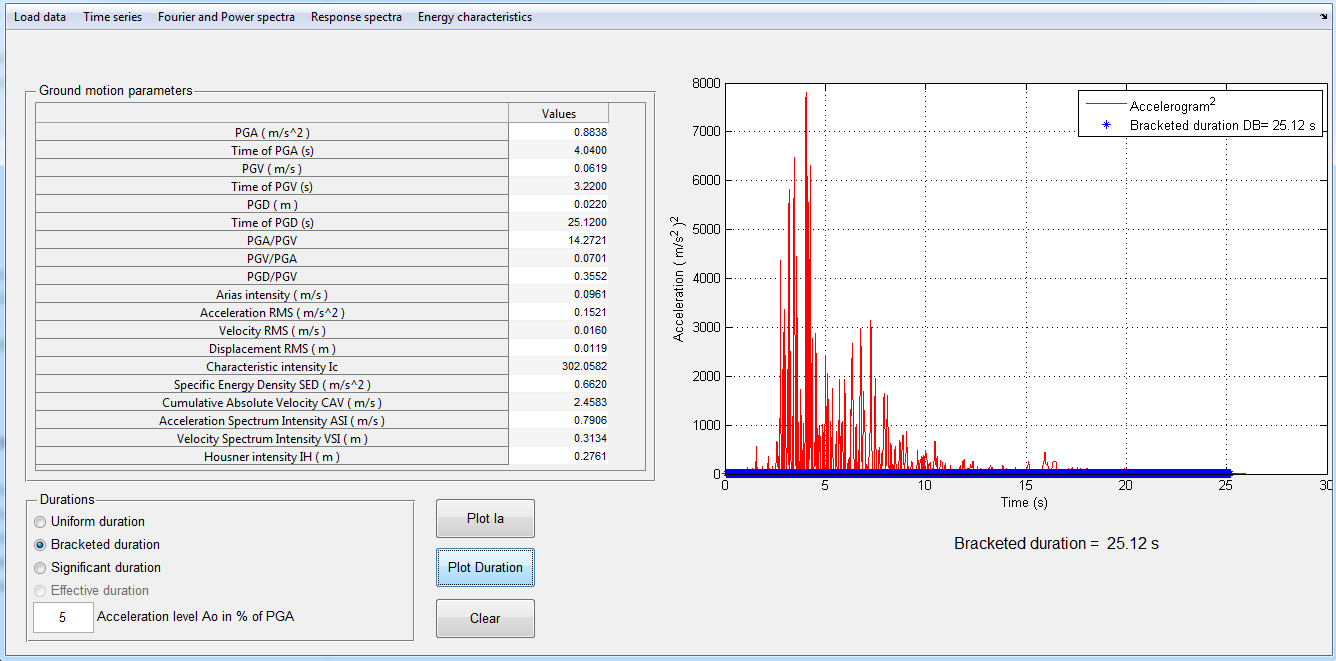 Load data Time series Fourier and Power spectra Response spectra Energy characteristics
Ground motion parameters
Values
PGA ( m/s^2 ) 0.8838
Time of PGA (s) 4.0400
PGV ( m/s ) 0.0619
Time of PGV (s) 3.2200
PGD ( m ) 0.0220
Time of PGD (s) 25.1200
PGA/PGV 14.2721
PGV/PGA 0.0701
PGD/PGV 0.3552
Arias intensity ( m/s ) 0.0961
Acceleration RMS ( m/s^2 ) 0.1521
Velocity RMS ( m/s ) 0.0160
Displacement RMS ( m ) 0.0119
Characteristic intensity Ic 302.0582
Specific Energy Density SED ( m/s^2 ) 0.6620
Cumulative Absolute Velocity CAV ( m/s ) 2.4583
Acceleration Spectrum Intensity ASI ( m/s ) 0.7906
Velocity Spectrum Intensity VSI ( m ) 0.3134
Housner intensity IH ( m ) 0.2761
Durations
Uniform duration
Bracketed duration
Significant duration
Effective duration
5 Acceleration level Ao in % of PGA
Plot Ia
Plot Duration
Clear
Accelerogram²
Bracketed duration DB= 25.12 s
8000
7000
6000
5000
4000
3000
2000
1000
0
Acceleration ( m/s² )²
0 5 10 15 20 25 30
Time (s)
Bracketed duration = 25.12 s